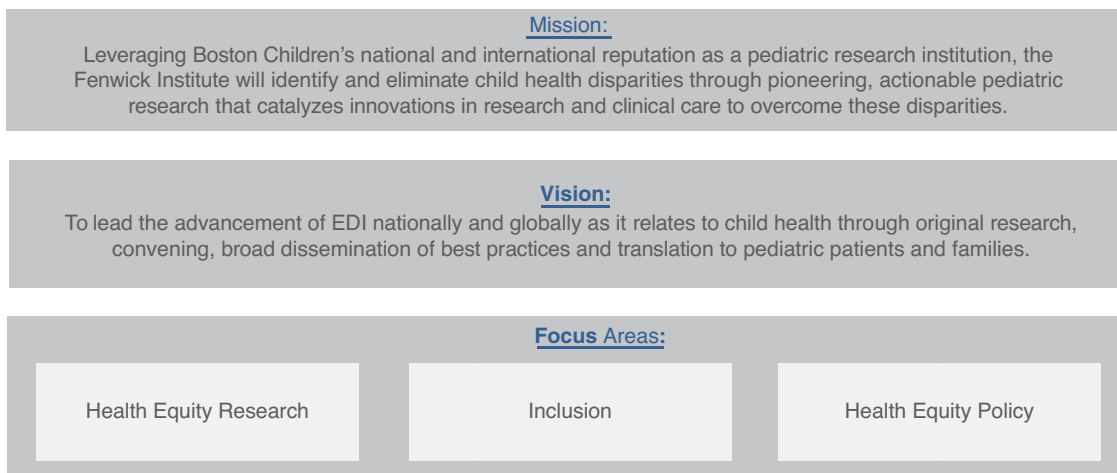 Mission:
Leveraging Boston Children's national and international reputation as a pediatric research institution, the
Fenwick Institute will identify and eliminate child health disparities through pioneering, actionable pediatric
research that catalyzes innovations in research and clinical care to overcome these disparities.
Vision:
To lead the advancement of EDI nationally and globally as it relates to child health through original research,
convening, broad dissemination of best practices and translation to pediatric patients and families.
Focus Areas:
Health Equity Research
Inclusion
Health Equity Policy